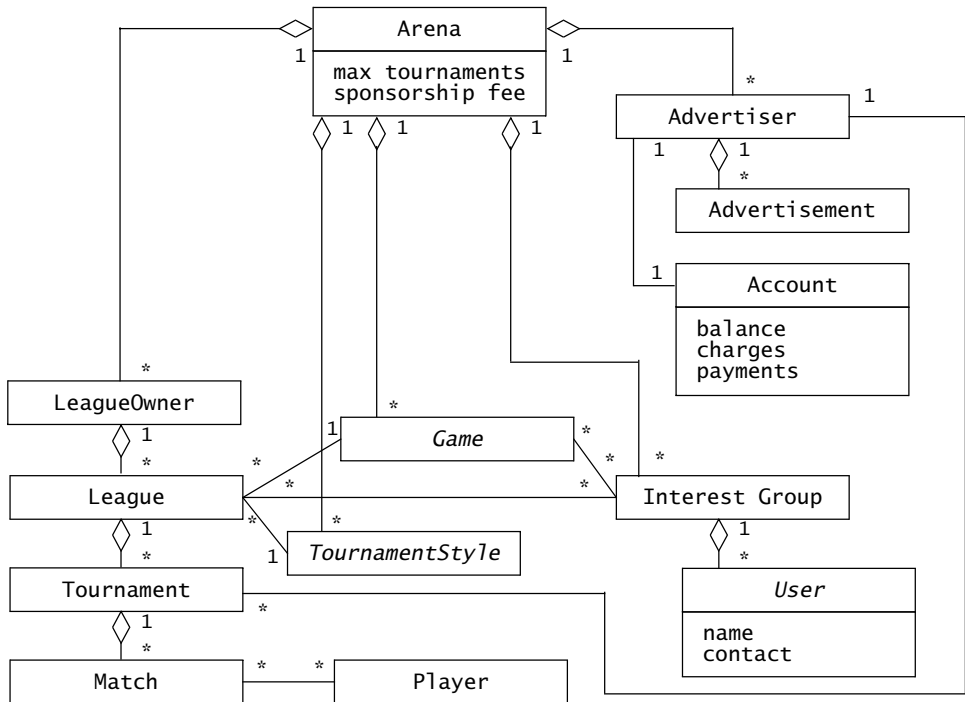 Arena
1
1
max tournaments
sponsorship fee
*
1
Advertiser
1
1
1
1
1
*
Advertisement
1
Account
balance
charges
payments
*
LeagueOwner
*
1
1
Game
*
*
*
*
*
*
*
League
Interest Group
*
*
1
1
1
TournamentStyle
*
*
Tournament
*
User
1
name
contact
*
*
*
Match
Player